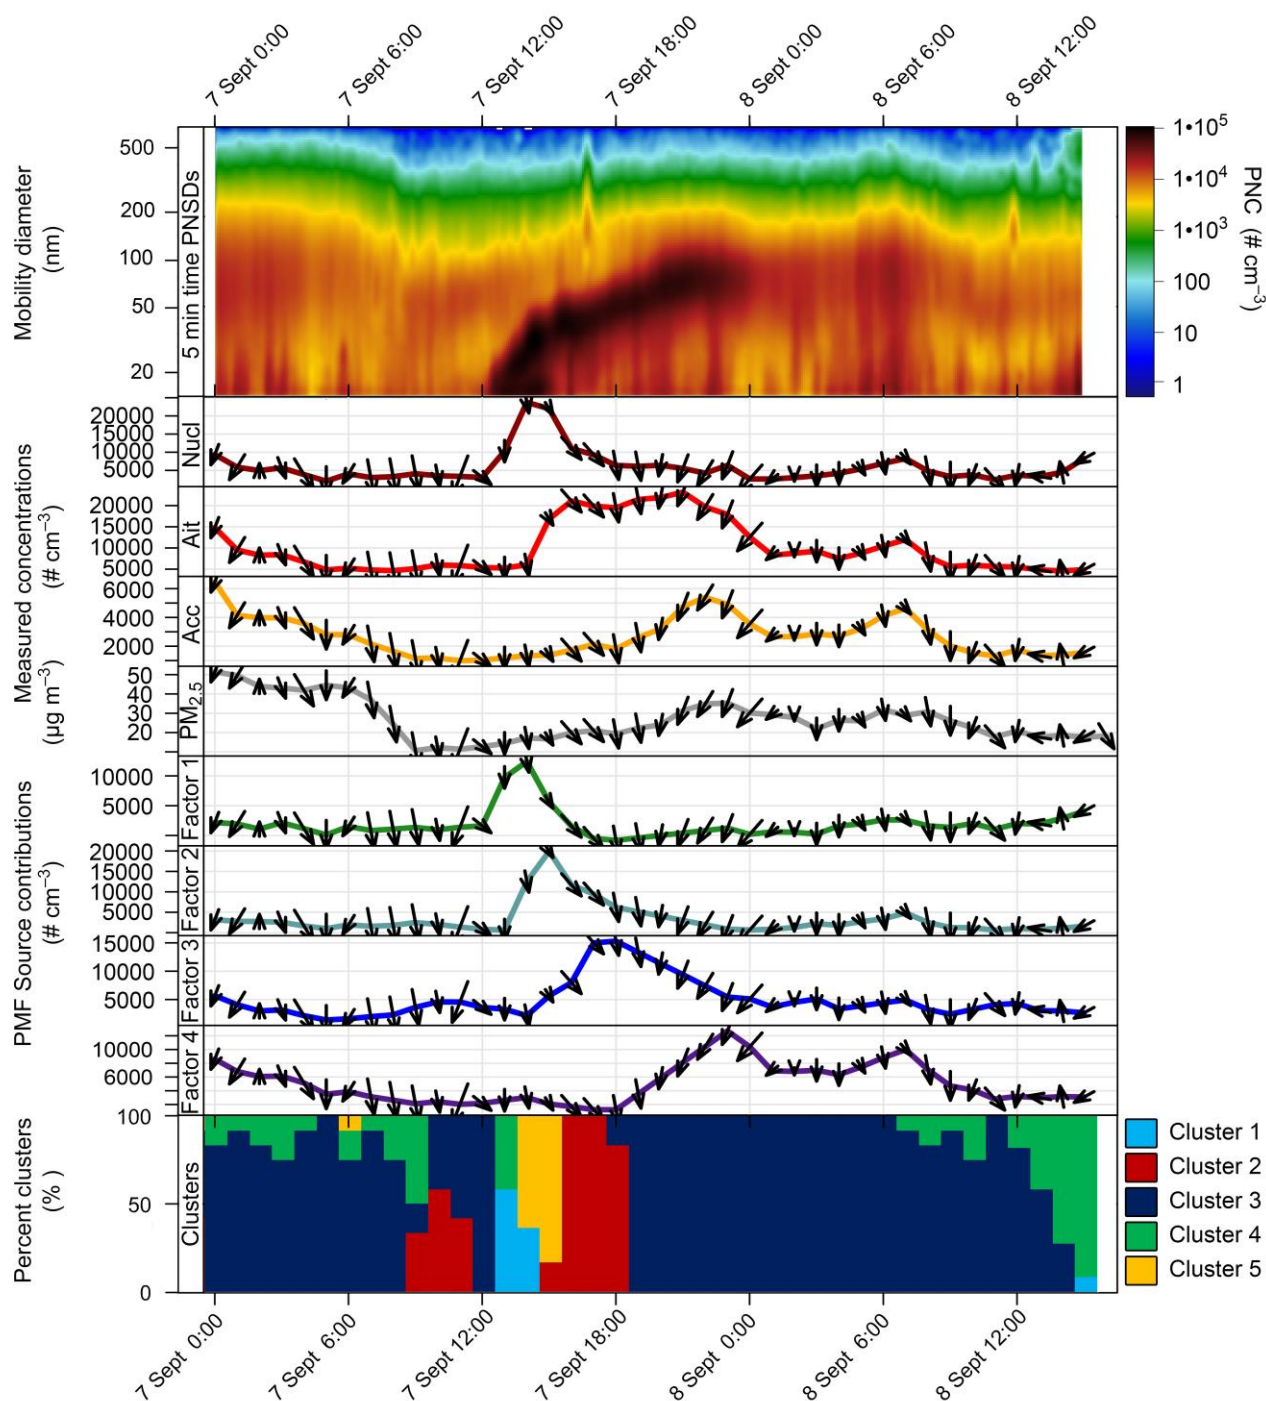 7 Sept 0:00
7 Sept 6:00
7 Sept 12:00
7 Sept 18:00
8 Sept 0:00
8 Sept 6:00
8 Sept 12:00
Mobility diameter
(nm)
500
200
100
50
20
5 min time PNSDs
1•10⁵
1•10⁴
1•10³
100
10
1
PNC (# cm⁻³)
Measured concentrations
(µg m⁻³) (# cm⁻³)
20000
15000
10000
5000
Nucl
20000
15000
10000
5000
Ait
6000
4000
2000
Acc
50
40
30
20
PM₂.₅
PMF Source contributions
(# cm⁻³)
10000
5000
Factor 1
20000
15000
10000
5000
Factor 2
15000
10000
5000
Factor 3
10000
6000
Factor 4
Percent clusters
(% )
100
50
0
Clusters
Cluster 1
Cluster 2
Cluster 3
Cluster 4
Cluster 5
7 Sept 0:00
7 Sept 6:00
7 Sept 12:00
7 Sept 18:00
8 Sept 0:00
8 Sept 6:00
8 Sept 12:00